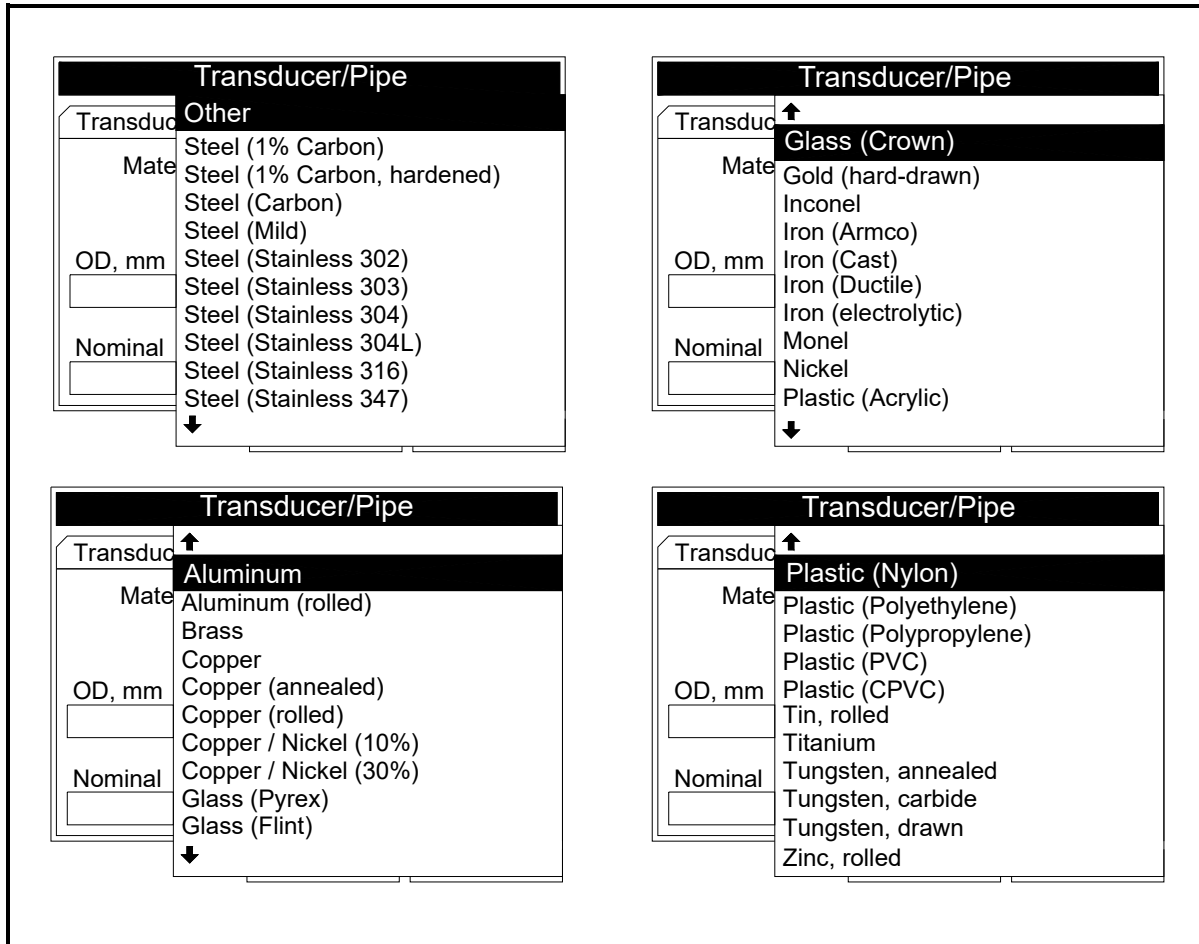 Transducer/Pipe
Other
Transduc
Steel (1% Carbon)
Mate
Steel (1% Carbon, hardened)
Steel (Carbon)
Steel (Mild)
OD, mm
Steel (Stainless 302)
Steel (Stainless 303)
Steel (Stainless 304)
Nominal
Steel (Stainless 304L)
Steel (Stainless 316)
Steel (Stainless 347)
Transducer/Pipe
Transduc
Glass (Crown)
Mate
Gold (hard-drawn)
Inconel
Iron (Armco)
OD, mm
Iron (Cast)
Iron (Ductile)
Iron (electrolytic)
Nominal
Monel
Nickel
Plastic (Acrylic)
Transducer/Pipe
Transduc
Aluminum
Mate
Aluminum (rolled)
Brass
Copper
OD, mm
Copper (annealed)
Copper (rolled)
Copper / Nickel (10%)
Nominal
Copper / Nickel (30%)
Glass (Pyrex)
Glass (Flint)
Transducer/Pipe
Transduc
Plastic (Nylon)
Mate
Plastic (Polyethylene)
Plastic (Polypropylene)
Plastic (PVC)
OD, mm
Plastic (CPVC)
Tin, rolled
Titanium
Nominal
Tungsten, annealed
Tungsten, carbide
Tungsten, drawn
Zinc, rolled